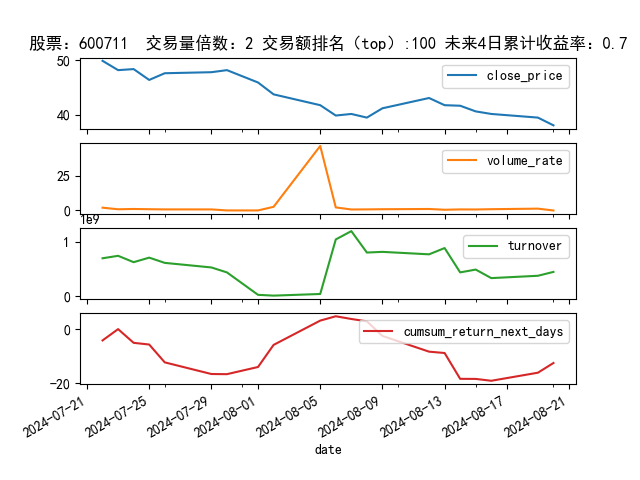 股票：600711 交易量倍数：2 交易额排名（top）:100 未来4日累计收益率：0.7
50
40
close_price
25
0
volume_rate
1e9
1
0
turnover
0
−20
cumsum_return_next_days
2024-07-21
2024-07-25
2024-07-29
2024-08-01
2024-08-05
2024-08-09
2024-08-13
2024-08-17
2024-08-21
date